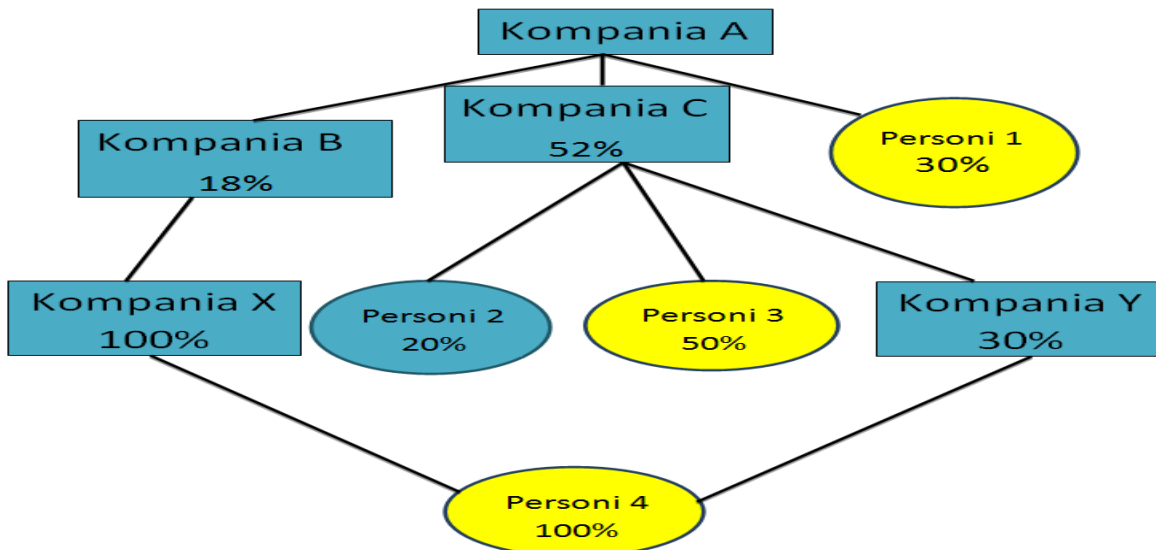 Kompania A
Kompania B
18%
Kompania C
52%
Personi 1
30%
Kompania X
100%
Personi 2
20%
Personi 3
50%
Kompania Y
30%
Personi 4
100%